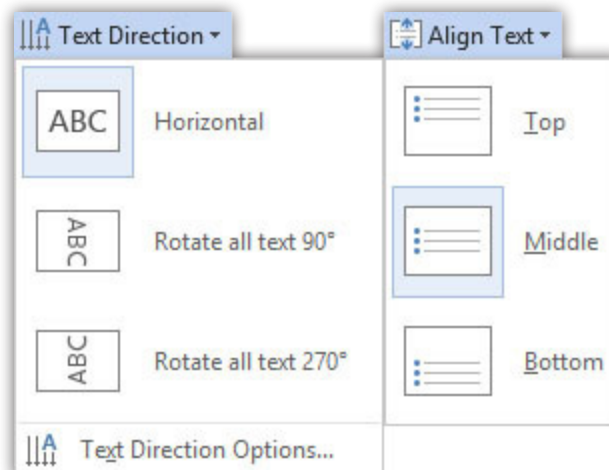 Text Direction
ABC Horizontal
ABC Rotate all text 90°
ABC Rotate all text 270°
Text Direction Options...
Align Text
Top
Middle
Bottom